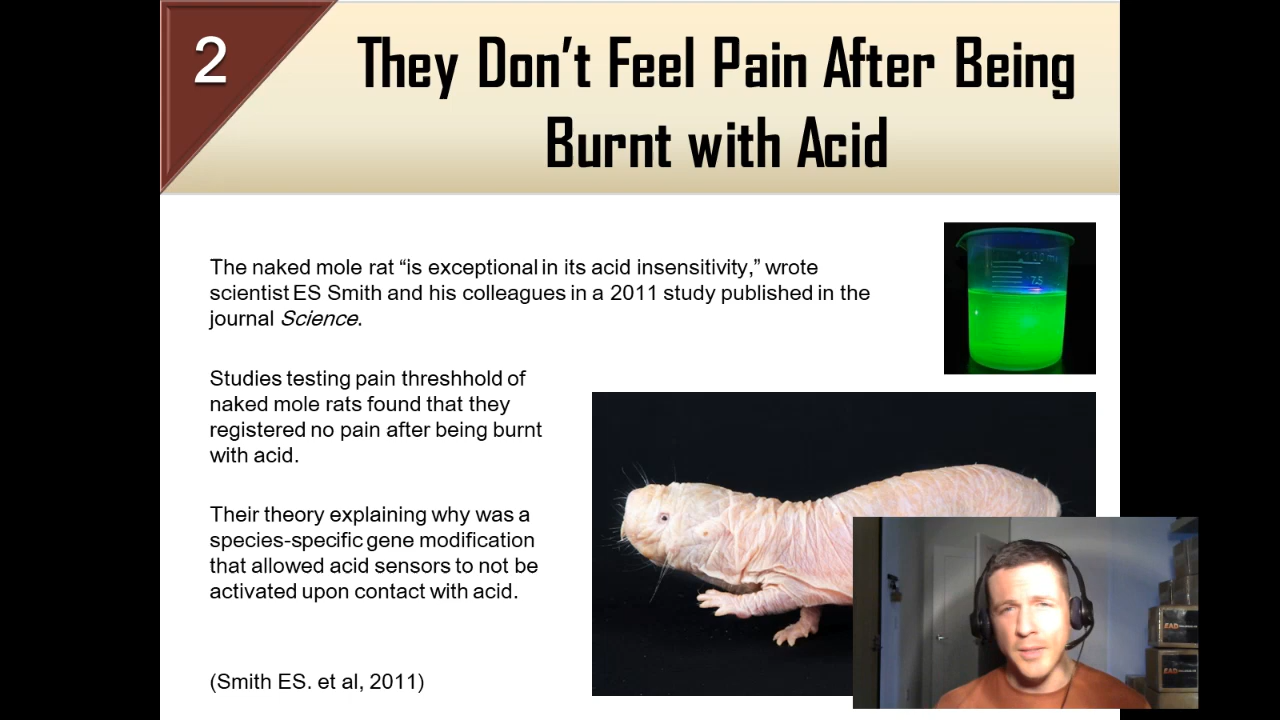 2
They Don't Feel Pain After Being
Burnt with Acid
The naked mole rat “is exceptional in its acid insensitivity,” wrote
scientist ES Smith and his colleagues in a 2011 study published in the
journal Science.
Studies testing pain threshhold of
naked mole rats found that they
registered no pain after being burnt
with acid.
Their theory explaining why was a
species-specific gene modification
that allowed acid sensors to not be
activated upon contact with acid.
(Smith ES. et al, 2011)
75
EAD
EAD